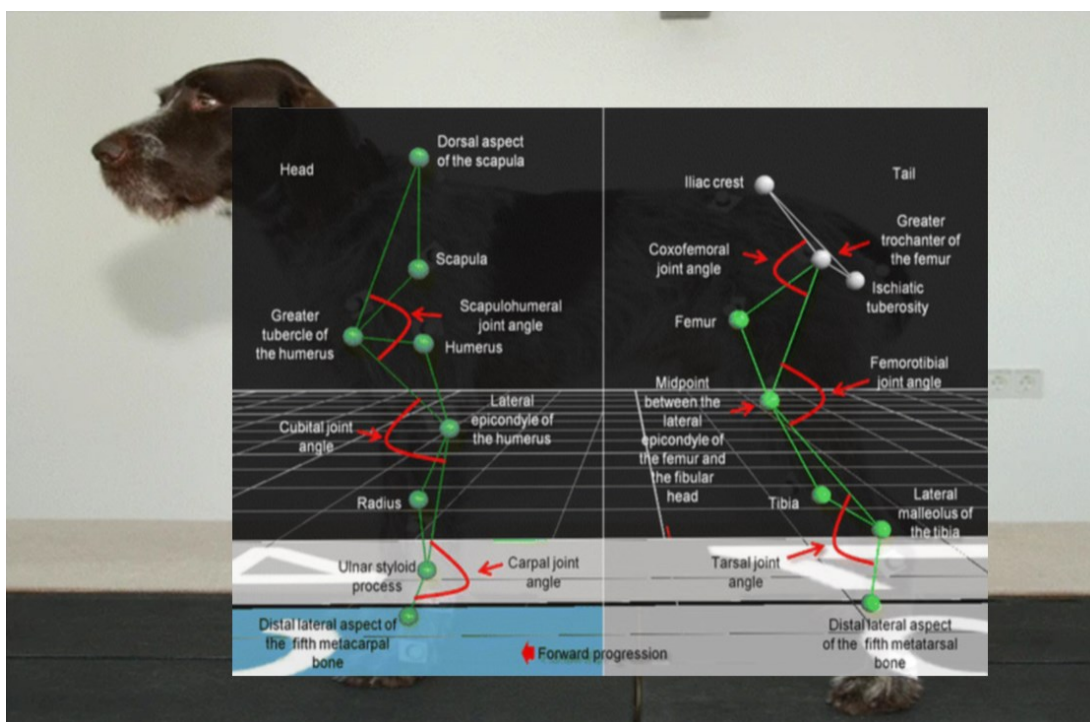 Head
Dorsal aspect
of the scapula
Scapula
Scapulohumeral
joint angle
Greater
tubercle of
the humerus
Humerus
Cubital joint
angle
Lateral
epicondyle of
the humerus
Radius
Ulnar styloid
process
Carpal joint
angle
Distal lateral aspect of
the fifth metacarpal
bone
Forward progression
Iliac crest
Tail
Coxofemoral
joint angle
Greater
trochanter of
the femur
Ischiatic
tuberosity
Femur
Femorotibial
joint angle
Midpoint
between the
lateral
epicondyle of
the femur and
the fibular
head
Tibia
Lateral
malleolus of
the tibia
Tarsal joint
angle
Distal lateral aspect
of the fifth metatarsal
bone